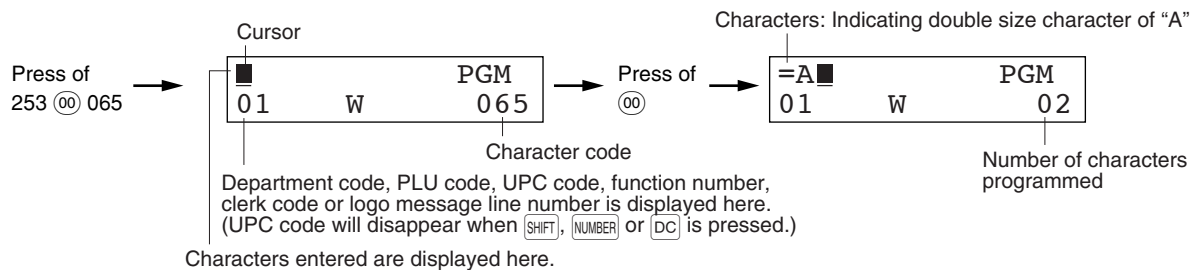 Characters: Indicating double size character of “A”
Cursor
Press of
253 00 065
PGM
01 W 065
Press of
00
=A PGM
01 W 02
Character code
Number of characters
programmed
Department code, PLU code, UPC code, function number,
clerk code or logo message line number is displayed here.
(UPC code will disappear when SHIFT, NUMBER or DC is pressed.)
Characters entered are displayed here.